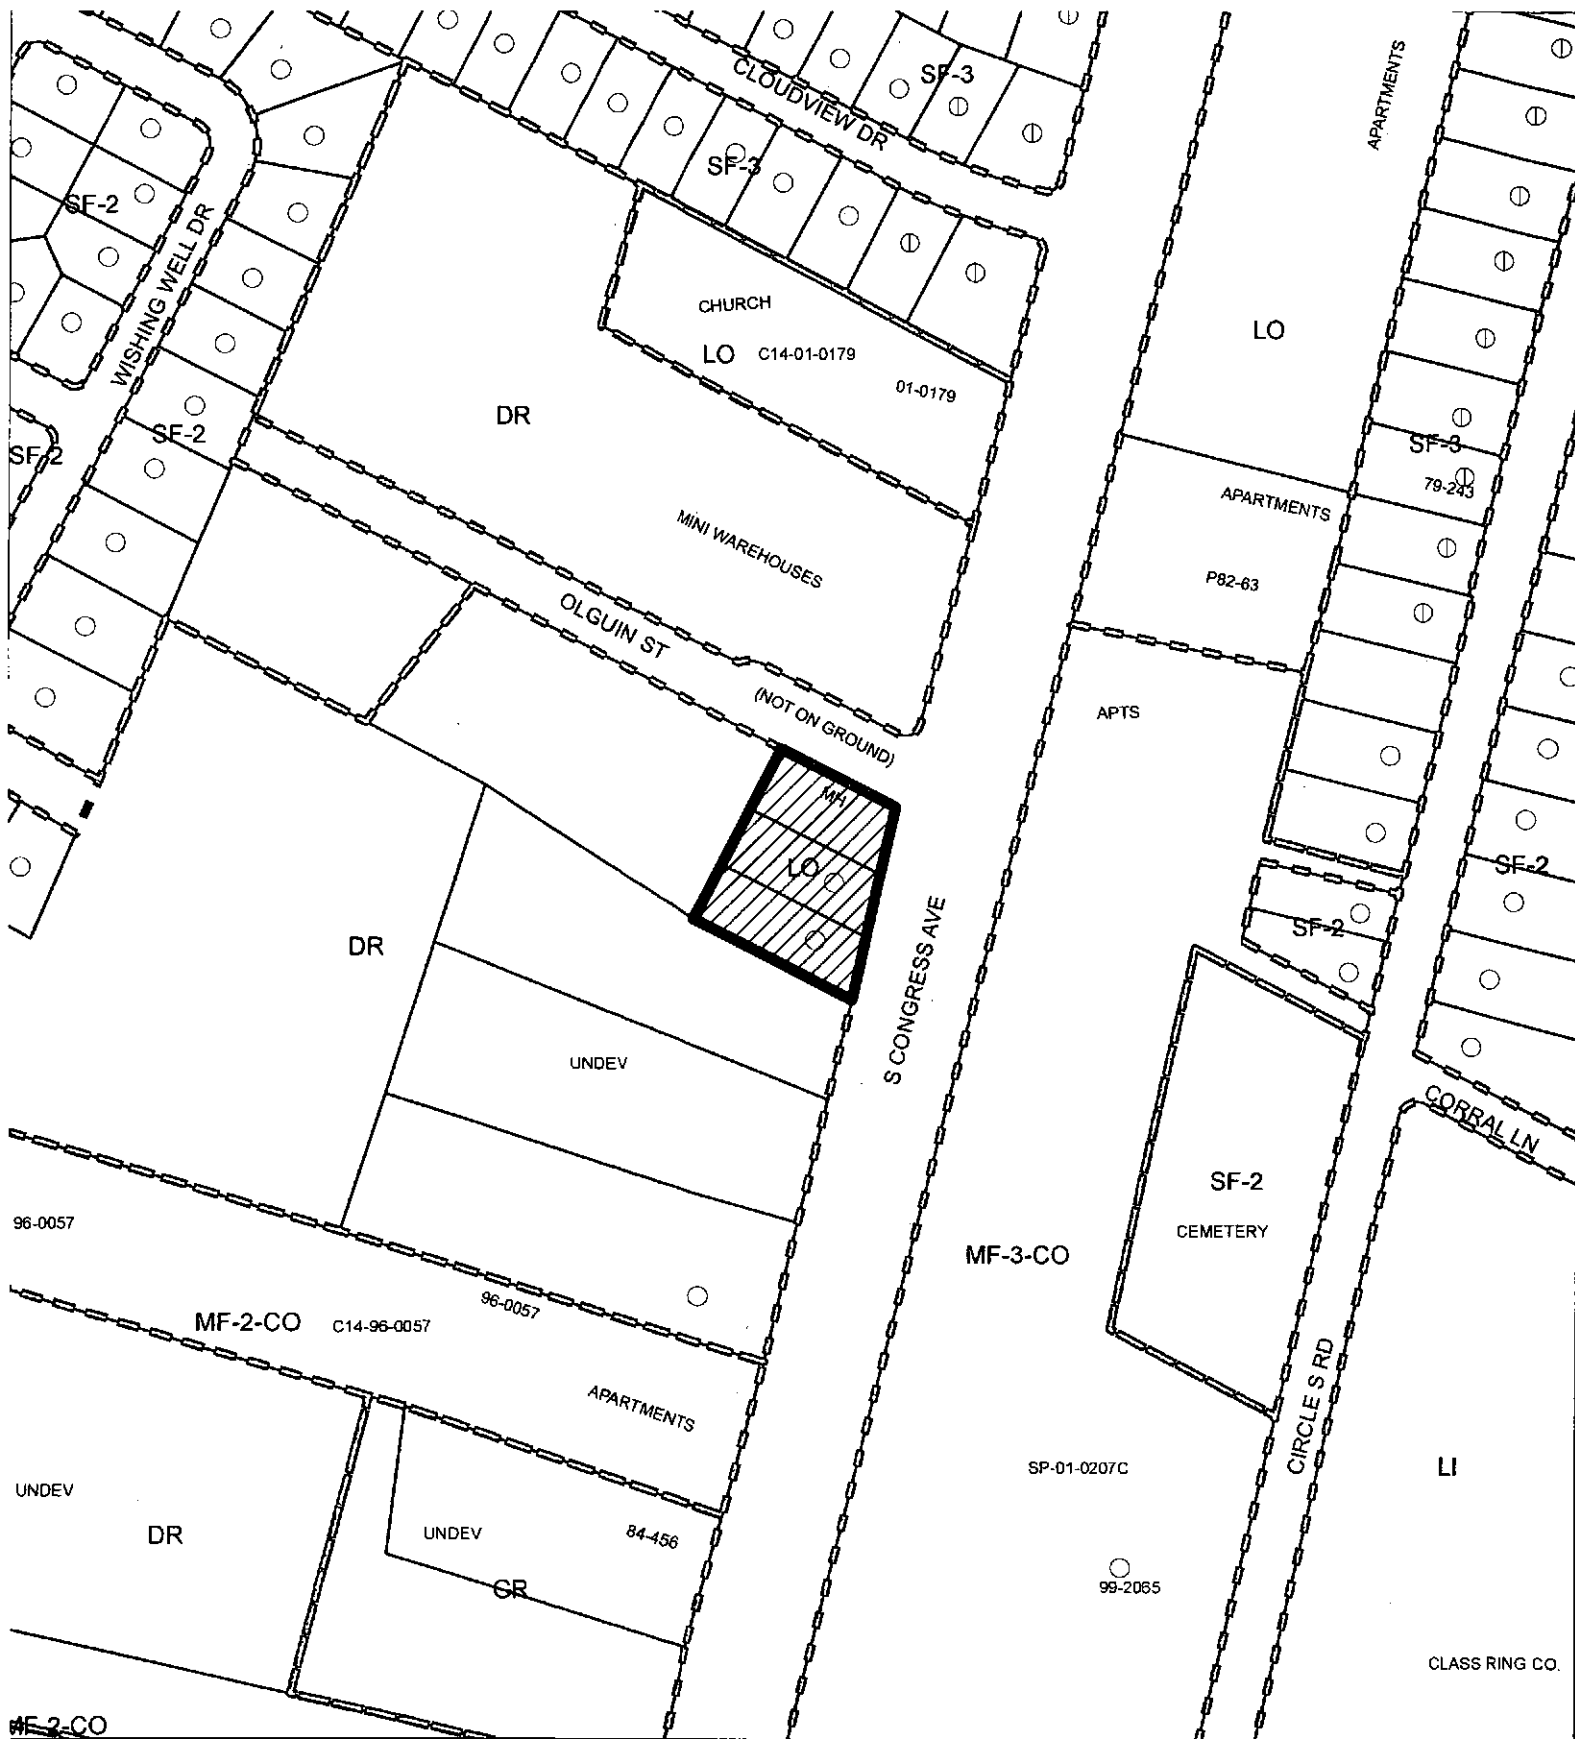 CLOUDVIEW DR
SF-3
APARTMENTS
SF-3
SF-2
WISHING WELL DR
CHURCH
LO
C14-01-0179
01-0179
LO
DR
SF-2
SF-2
SF-3
79-243
APARTMENTS
MINI WAREHOUSES
P82-63
OLGUIN ST
(NOT ON GROUND)
APTS
MH
LO
SF-2
S CONGRESS AVE
SF-2
DR
UNDEV
CORRAL LN
SF-2
CEMETERY
96-0057
MF-3-CO
MF-2-CO
C14-96-0057
96-0057
APARTMENTS
CIRCLE S RD
SP-01-0207C
LI
UNDEV
DR
UNDEV
84-456
GR
99-2065
CLASS RING CO.
MF-2-CO